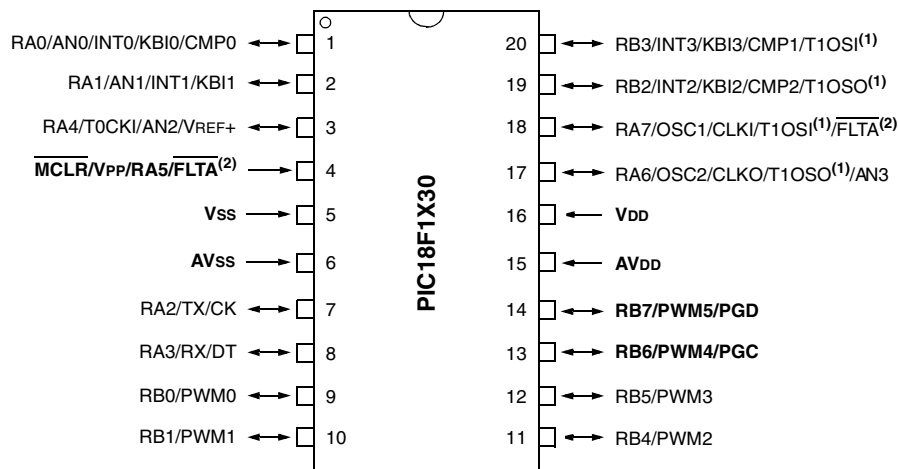 RA0/AN0/INT0/KBI0/CMP0 1 20 RB3/INT3/KBI3/CMP1/T1OSI(1)
RA1/AN1/INT1/KBI1 2 19 RB2/INT2/KBI2/CMP2/T1OSO(1)
RA4/T0CKI/AN2/VREF+ 3 18 RA7/OSC1/CLKI/T1OSI(1)/FLTA(2)
MCLR/VPP/RA5/FLTA(2) 4 17 RA6/OSC2/CLKO/T1OSO(1)/AN3
VSS 5 16 VDD
AVSS 6 15 AVDD
RA2/TX/CK 7 14 RB7/PWM5/PGD
RA3/RX/DT 8 13 RB6/PWM4/PGC
RB0/PWM0 9 12 RB5/PWM3
RB1/PWM1 10 11 RB4/PWM2
PIC18F1X30